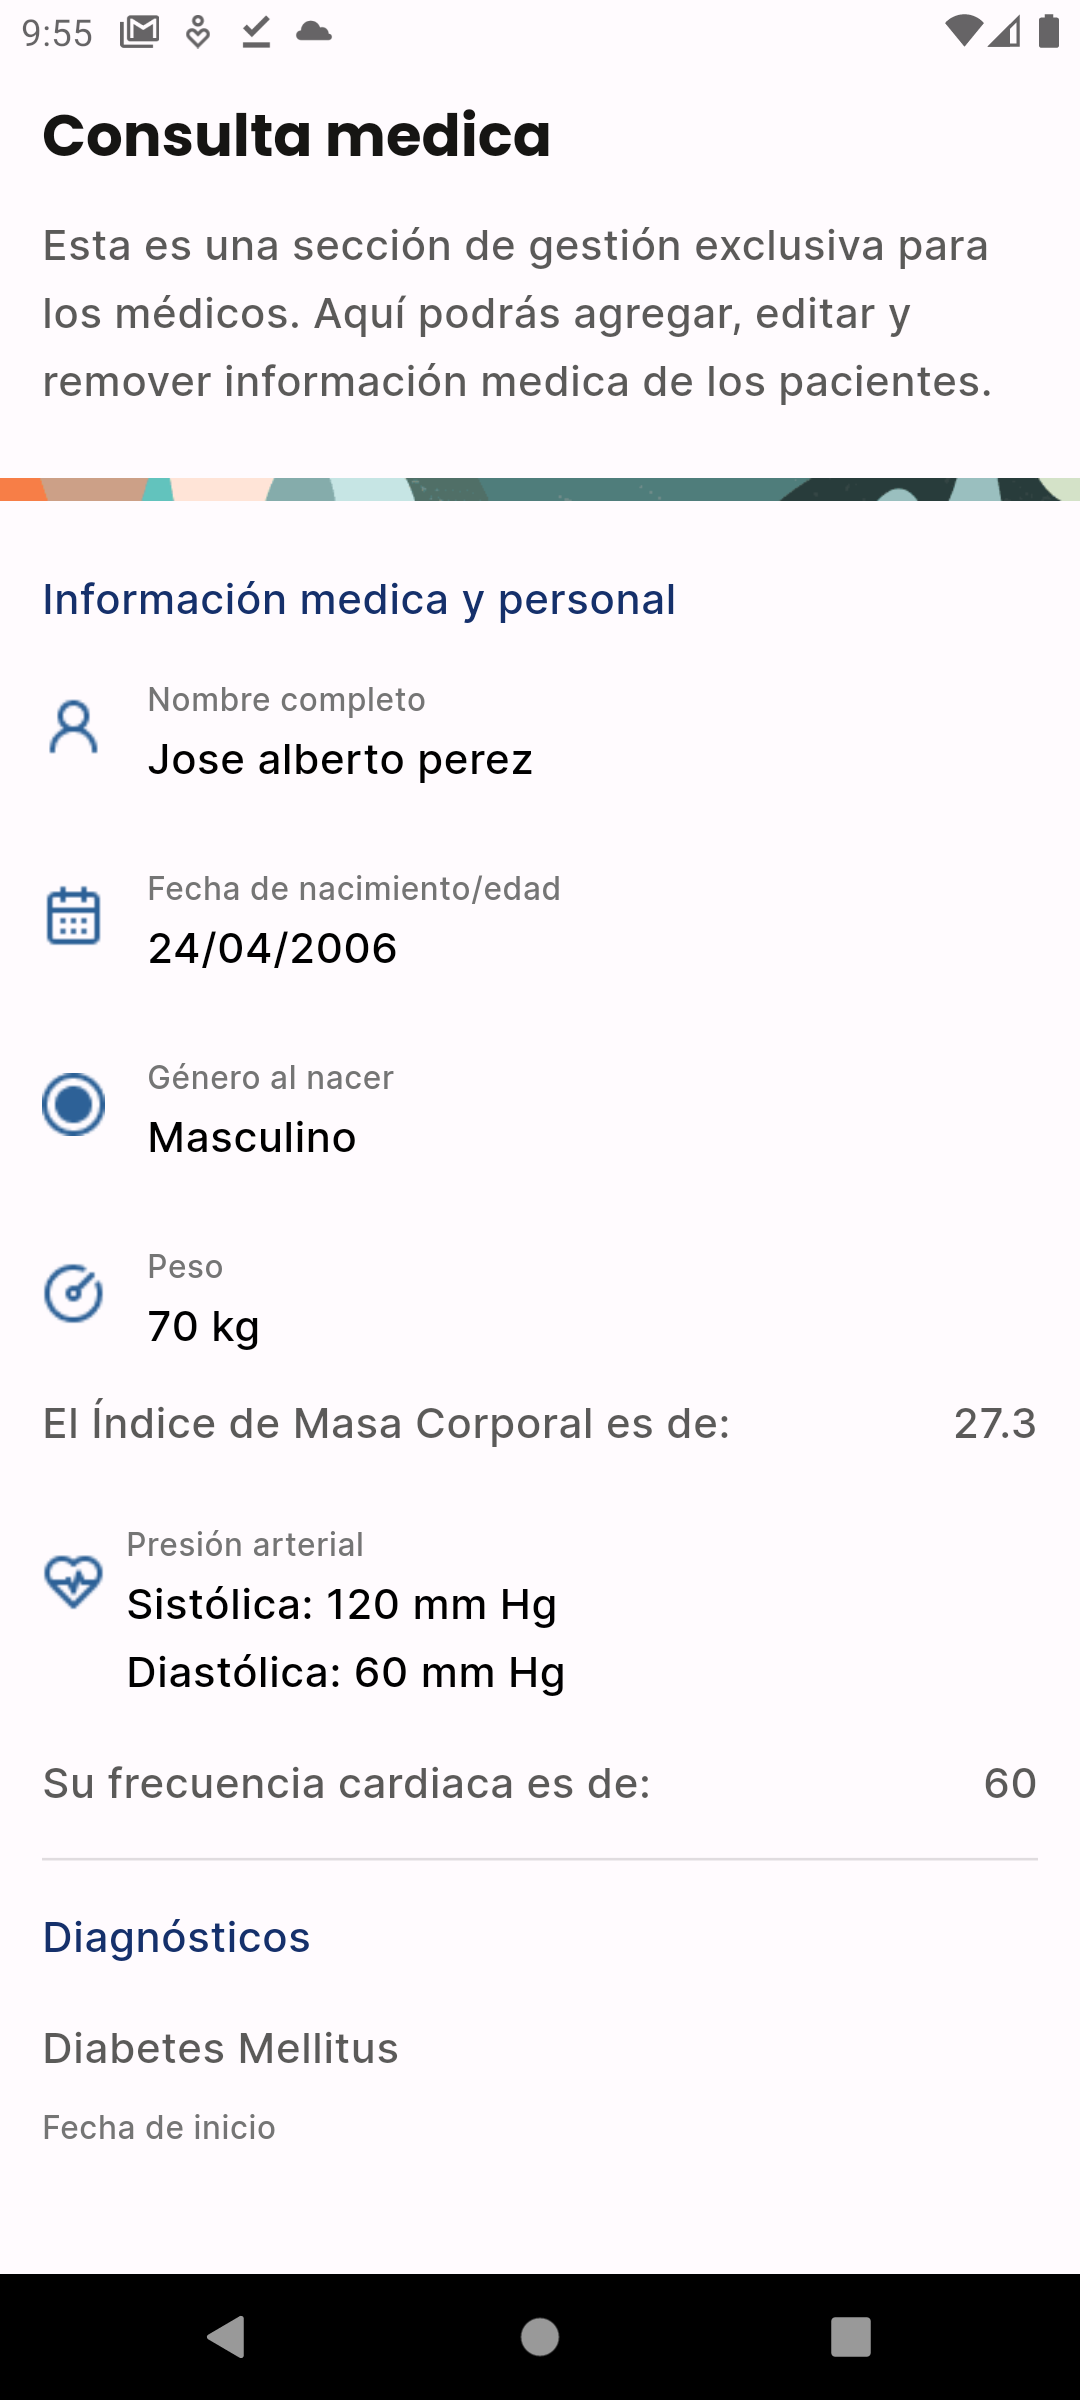 9:55
Consulta medica
Esta es una sección de gestión exclusiva para
los médicos. Aquí podrás agregar, editar y
remover información medica de los pacientes.
Información medica y personal
Nombre completo
Jose alberto perez
Fecha de nacimiento/edad
24/04/2006
Género al nacer
Masculino
Peso
70 kg
El Índice de Masa Corporal es de: 27.3
Presión arterial
Sistólica: 120 mm Hg
Diastólica: 60 mm Hg
Su frecuencia cardiaca es de: 60
Diagnósticos
Diabetes Mellitus
Fecha de inicio